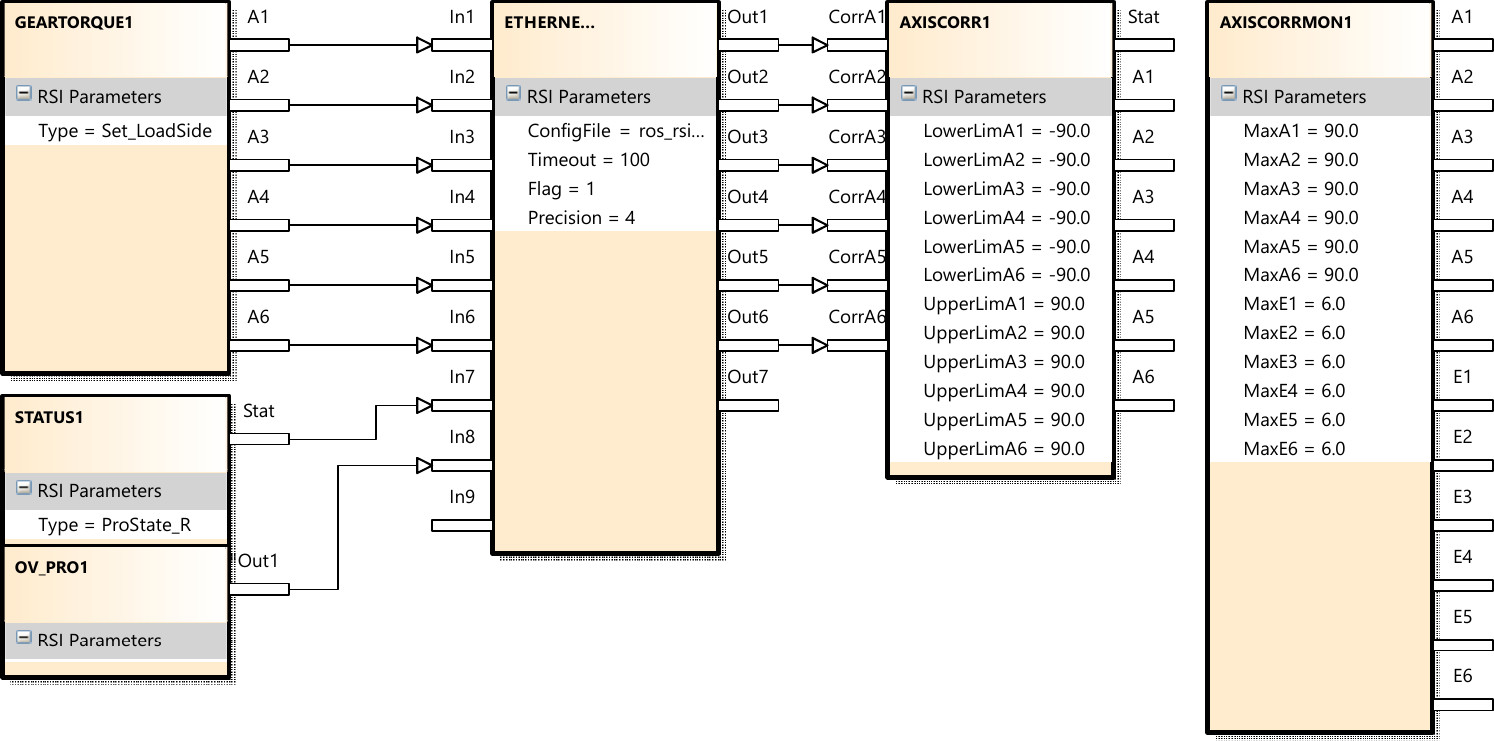 GEARTORQUE1
RSI Parameters
Type = Set_LoadSide
A1
A2
A3
A4
A5
A6
STATUS1
RSI Parameters
Type = ProState_R
Stat
OV_PRO1
RSI Parameters
Out1
In1
In2
In3
In4
In5
In6
In7
In8
In9
ETHERNE...
RSI Parameters
ConfigFile = ros_rsi...
Timeout = 100
Flag = 1
Precision = 4
Out1
Out2
Out3
Out4
Out5
Out6
Out7
CorrA1
CorrA2
CorrA3
CorrA4
CorrA5
CorrA6
AXISCORR1
RSI Parameters
LowerLimA1 = -90.0
LowerLimA2 = -90.0
LowerLimA3 = -90.0
LowerLimA4 = -90.0
LowerLimA5 = -90.0
LowerLimA6 = -90.0
UpperLimA1 = 90.0
UpperLimA2 = 90.0
UpperLimA3 = 90.0
UpperLimA4 = 90.0
UpperLimA5 = 90.0
UpperLimA6 = 90.0
Stat
A1
A2
A3
A4
A5
A6
AXISCORRMON1
RSI Parameters
MaxA1 = 90.0
MaxA2 = 90.0
MaxA3 = 90.0
MaxA4 = 90.0
MaxA5 = 90.0
MaxA6 = 90.0
MaxE1 = 6.0
MaxE2 = 6.0
MaxE3 = 6.0
MaxE4 = 6.0
MaxE5 = 6.0
MaxE6 = 6.0
A1
A2
A3
A4
A5
A6
E1
E2
E3
E4
E5
E6